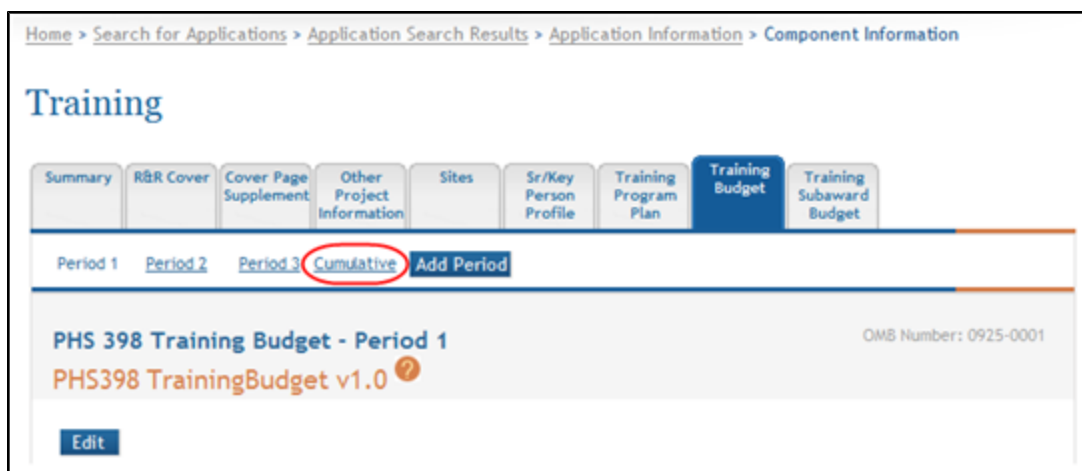 Home > Search for Applications > Application Search Results > Application Information > Component Information
Training
Summary
R&R Cover
Cover Page
Supplement
Other
Project
Information
Sites
Sr/Key
Person
Profile
Training
Program
Plan
Training
Budget
Training
Subaward
Budget
Period 1 Period 2 Period 3 Cumulative Add Period
PHS 398 Training Budget - Period 1
OMB Number: 0925-0001
PHS398 TrainingBudget v1.0 ?
Edit